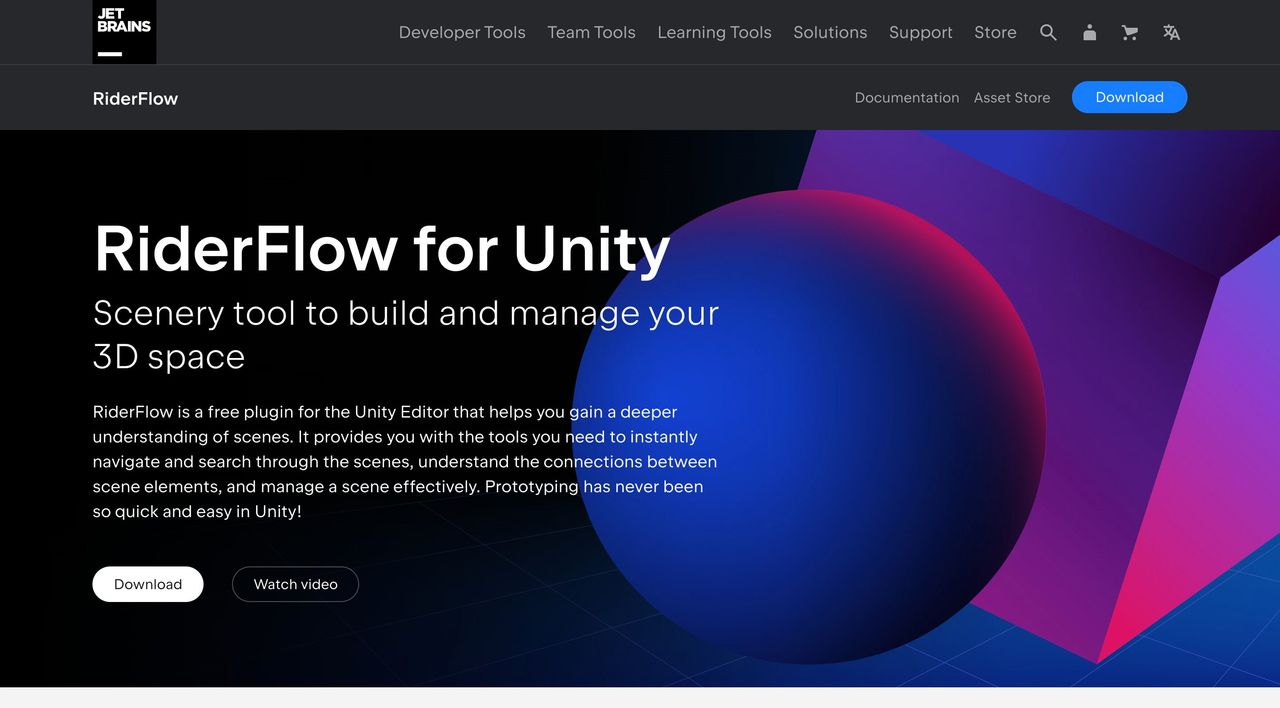 JET
BRAINS
Developer Tools Team Tools Learning Tools Solutions Support Store
RiderFlow
Documentation Asset Store Download
RiderFlow for Unity
Scenery tool to build and manage your
3D space
RiderFlow is a free plugin for the Unity Editor that helps you gain a deeper
understanding of scenes. It provides you with the tools you need to instantly
navigate and search through the scenes, understand the connections between
scene elements, and manage a scene effectively. Prototyping has never been
so quick and easy in Unity!
Download Watch video